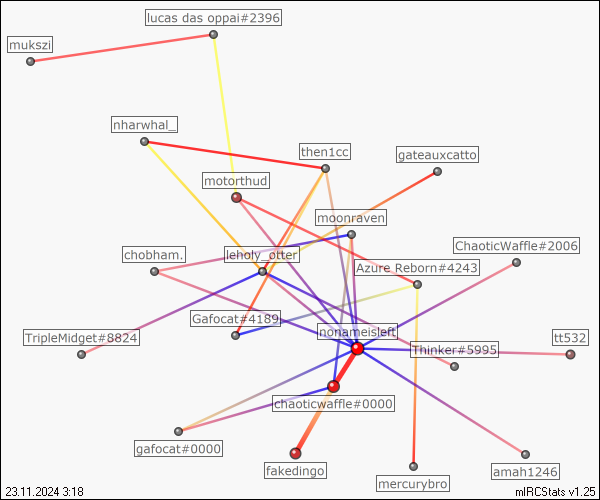 lucas das oppai#2396
mukszi
nharwhal_
then1cc
gateauxcatto
motorthud
moonraven
ChaoticWaffle#2006
chobham.
leholy_otter
Azure Reborn#4243
Gafocat#4189
nonameisleft
TripleMidget#8824
Thinker#5995
tt532
chaoticwaffle#0000
gafocat#0000
fakedingo
amah1246
mercurybro
23.11.2024 3:18
mIRCStats v1.25